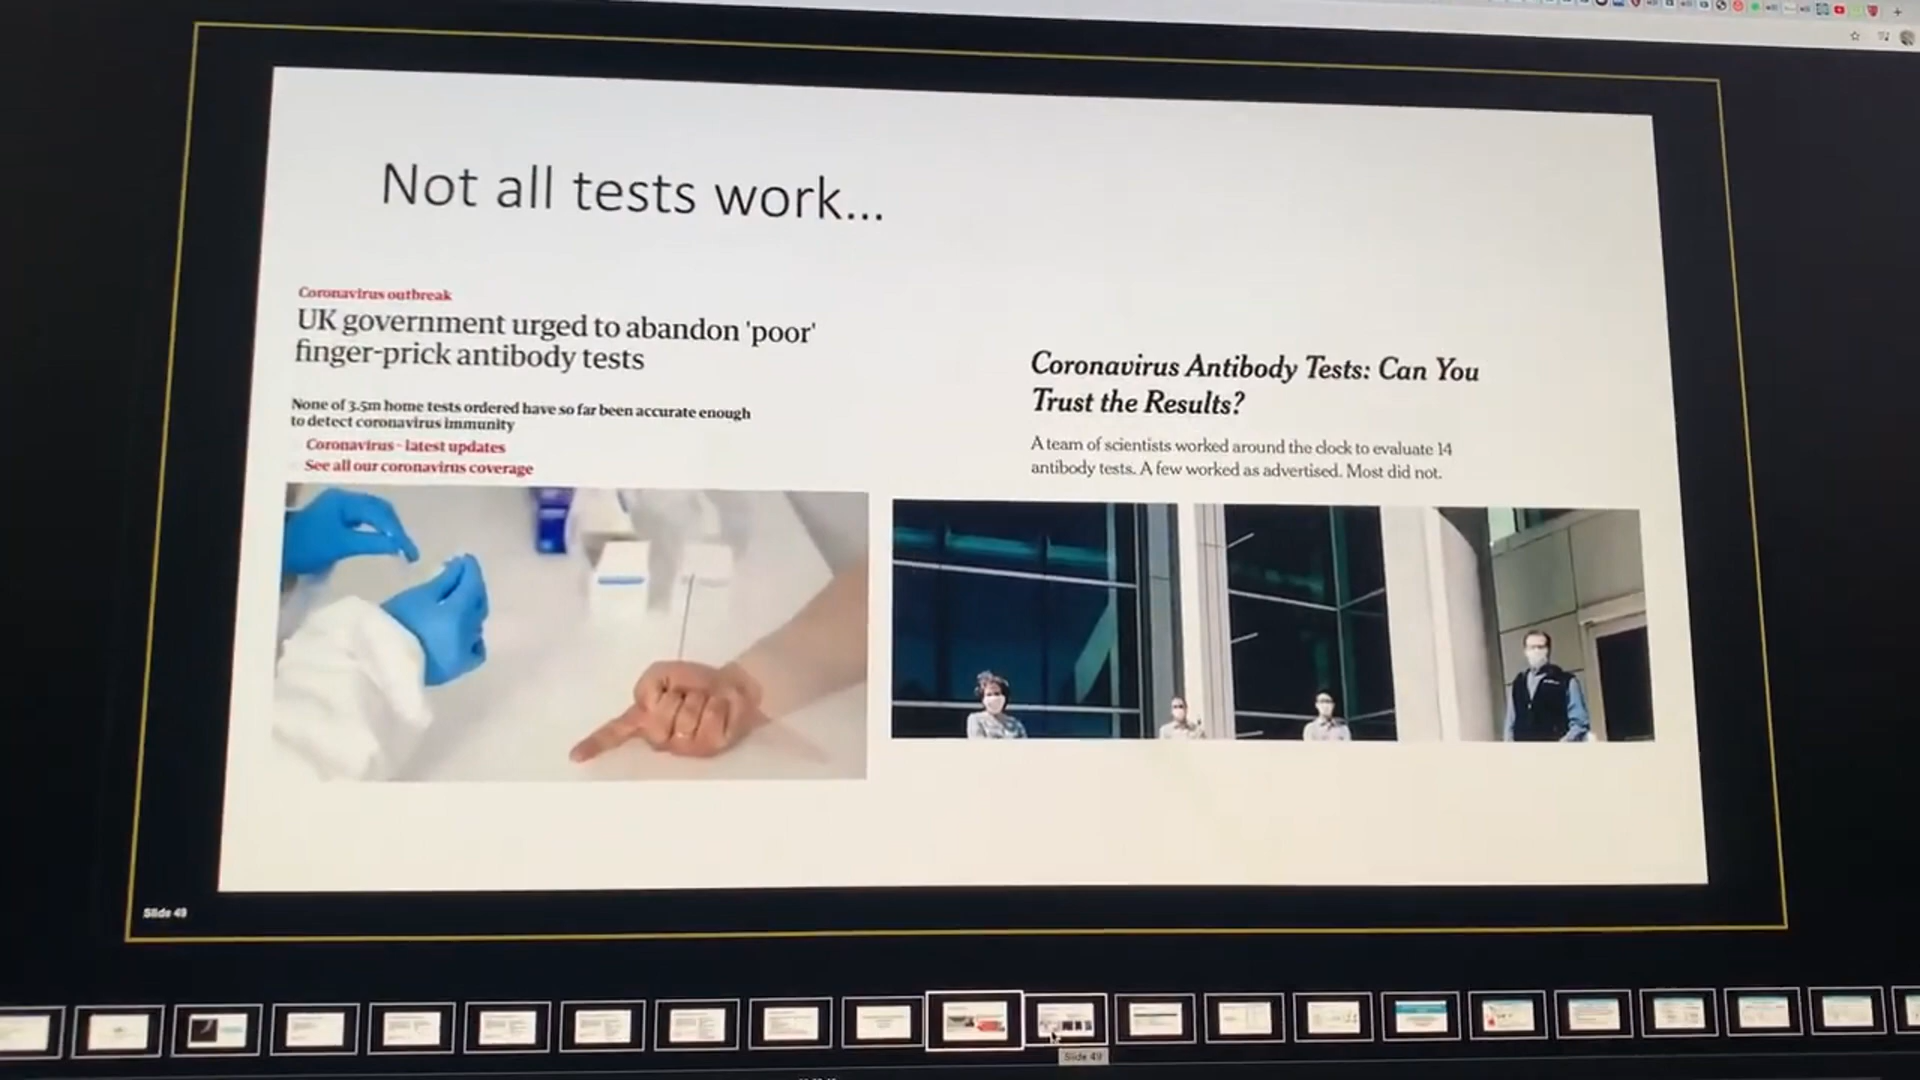 Not all tests work...
Coronavirus outbreak
UK government urged to abandon 'poor'
finger-prick antibody tests
None of 3.5m home tests ordered have so far been accurate enough
to detect coronavirus immunity
Coronavirus - latest updates
See all our coronavirus coverage
Coronavirus Antibody Tests: Can You
Trust the Results?
A team of scientists worked around the clock to evaluate 14
antibody tests. A few worked as advertised. Most did not.
Slide 49
Slide 49